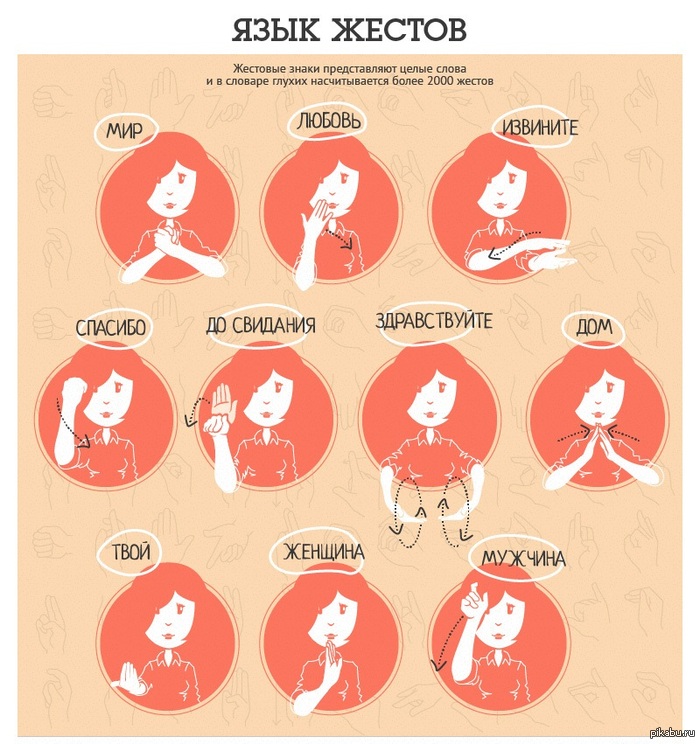 ЯЗЫК ЖЕСТОВ
Жестовые знаки представляют целые слова
и в словаре глухих насчитывается более 2000 жестов
МИР
ЛЮБОВЬ
ИЗВИНИТЕ
СПАСИБО
ДО СВИДАНИЯ
ЗДРАВСТВУЙТЕ
ДОМ
ТВОЙ
ЖЕНЩИНА
МУЖЧИНА
pikabu.ru